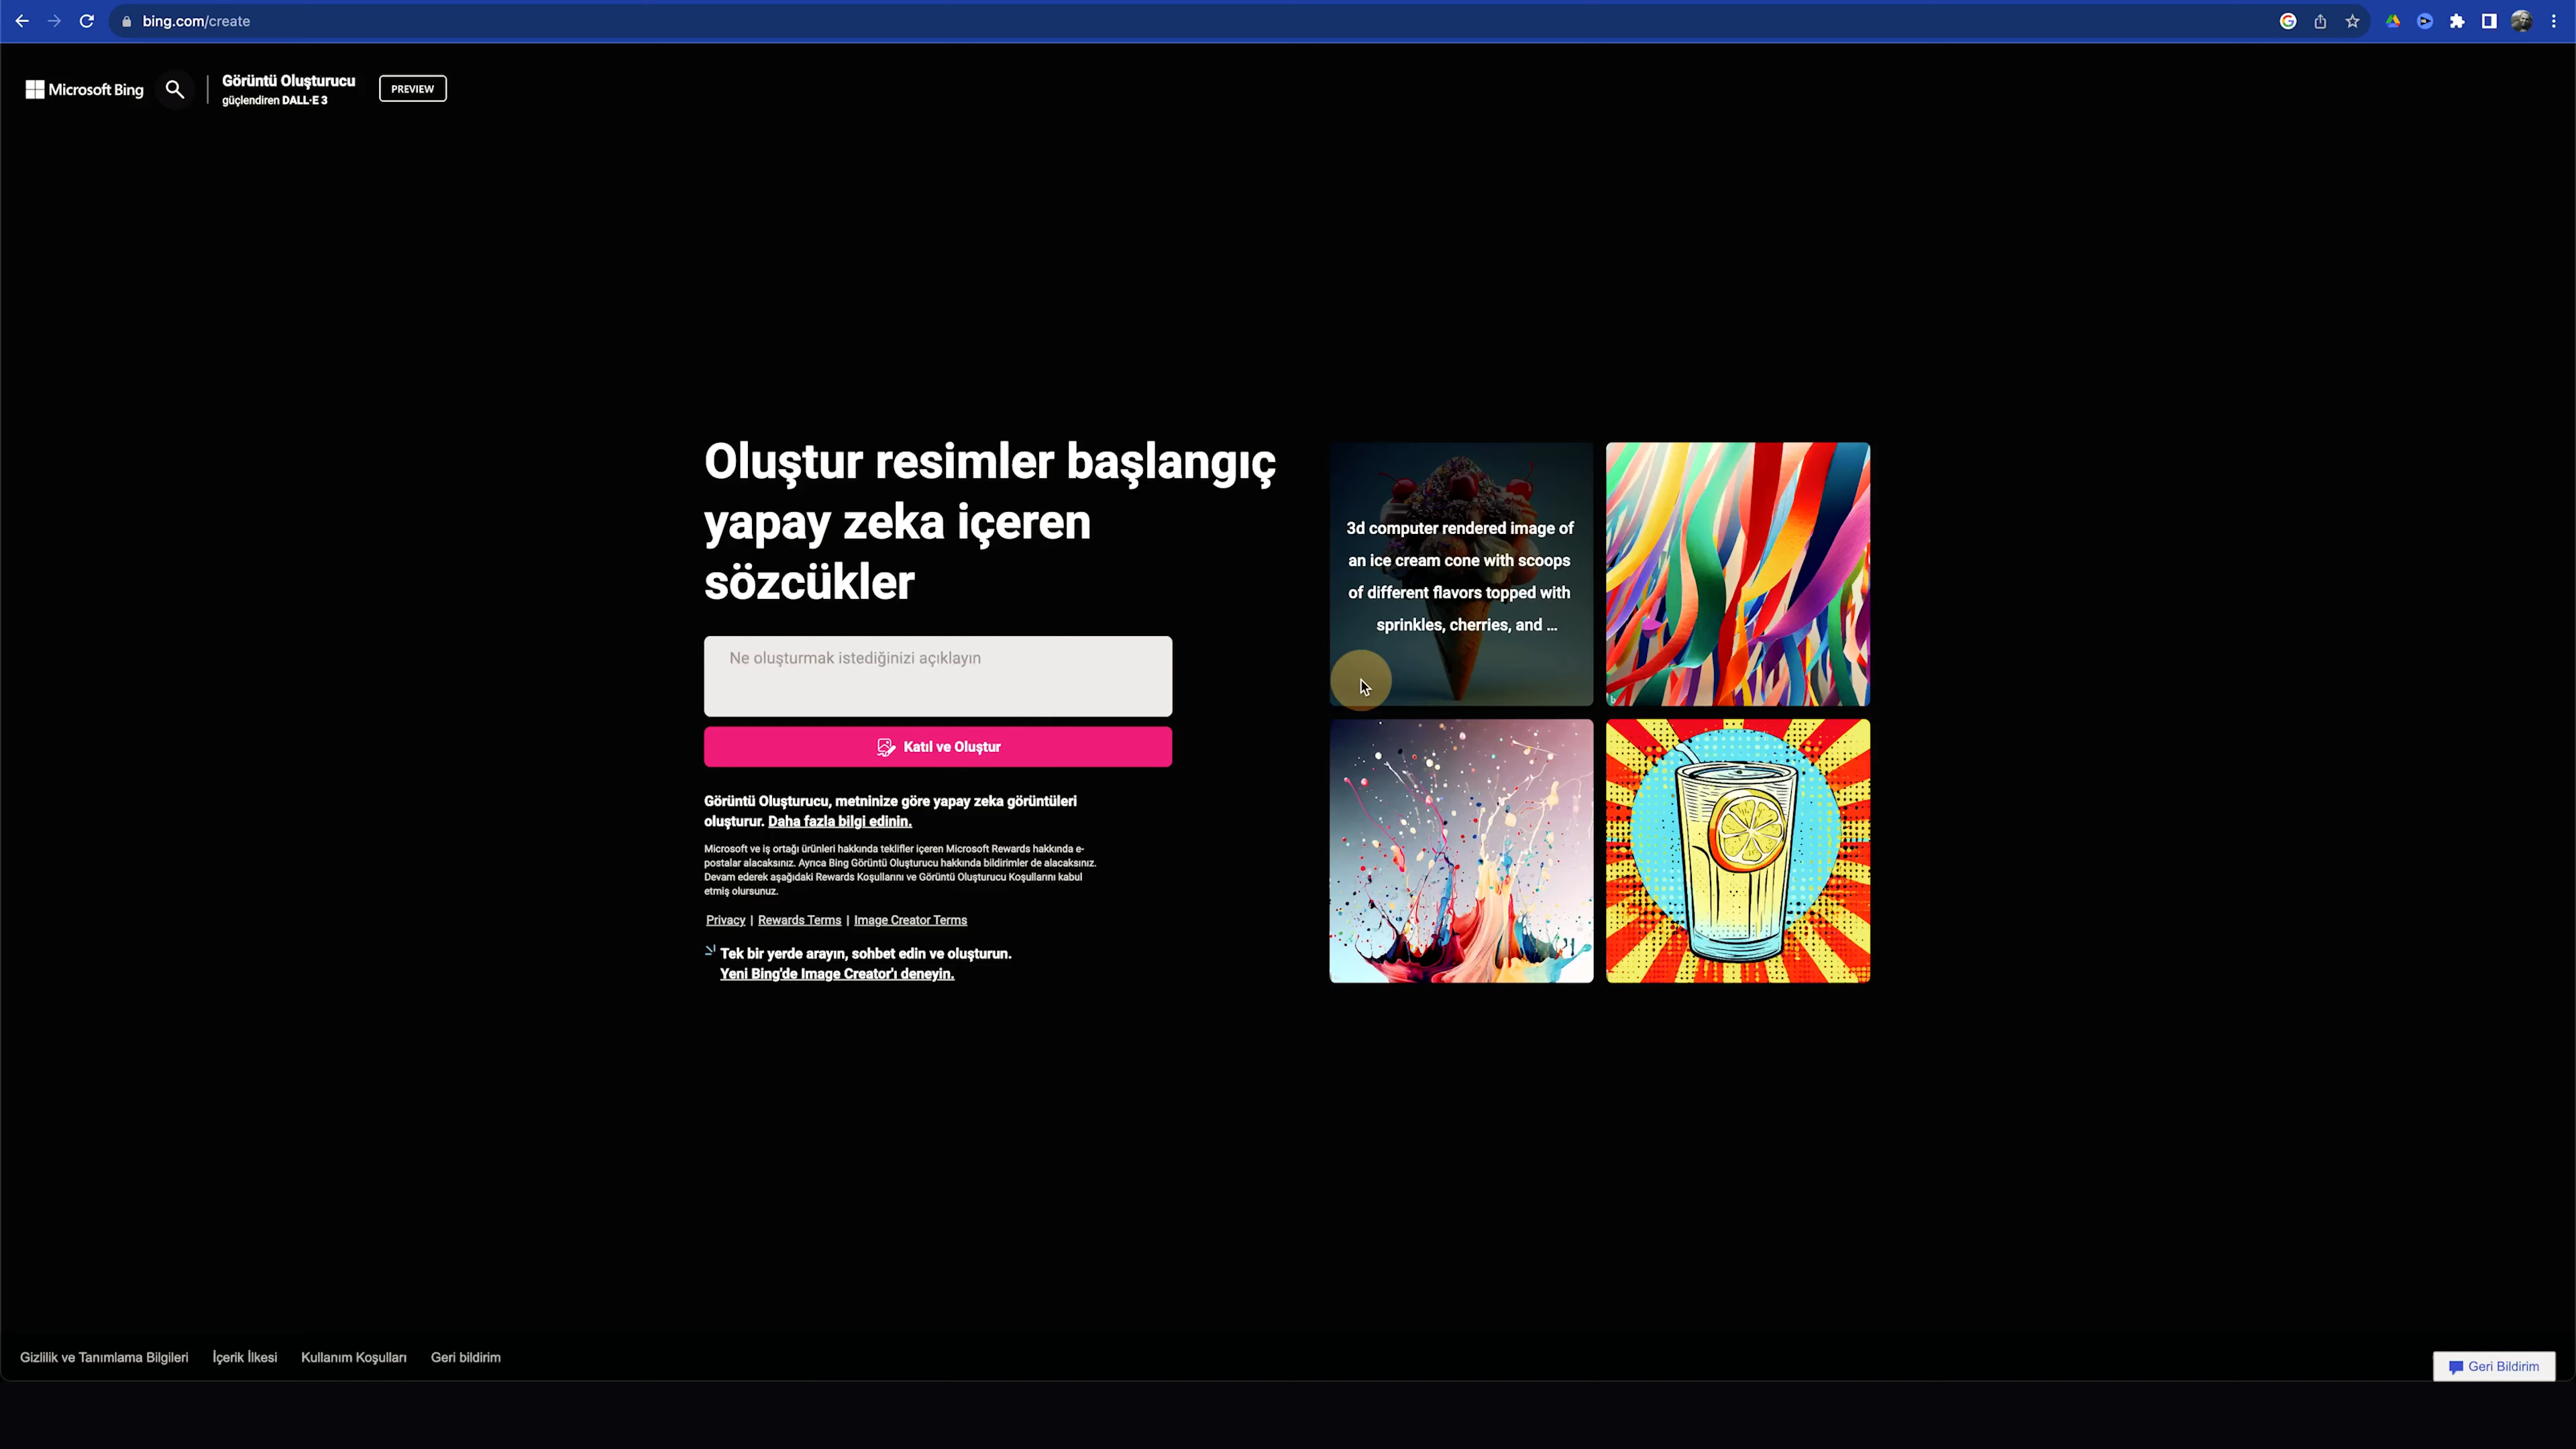 bing.com/create
Microsoft Bing
Görüntü Oluşturucu
güçlendiren DALL·E 3
PREVIEW
Oluştur resimler başlangıç
yapay zeka içeren
sözcükler
Ne oluşturmak istediğinizi açıklayın
Katıl ve Oluştur
Görüntü Oluşturucu, metninize göre yapay zeka görüntüleri
oluşturur. Daha fazla bilgi edinin.
Microsoft ve iş ortağı ürünleri hakkında teklifler içeren Microsoft Rewards hakkında e-
postalar alacaksınız. Ayrıca Bing Görüntü Oluşturucu hakkında bildirimler de alacaksınız.
Devam ederek aşağıdaki Rewards Koşullarını ve Görüntü Oluşturucu Koşullarını kabul
etmiş olursunuz.
Privacy | Rewards Terms | Image Creator Terms
Tek bir yerde arayın, sohbet edin ve oluşturun.
Yeni Bing'de Image Creator'ı deneyin.
3d computer rendered image of
an ice cream cone with scoops
of different flavors topped with
sprinkles, cherries, and ...
Gizlilik ve Tanımlama Bilgileri İçerik İlkesi Kullanım Koşulları Geri bildirim
Geri Bildirim